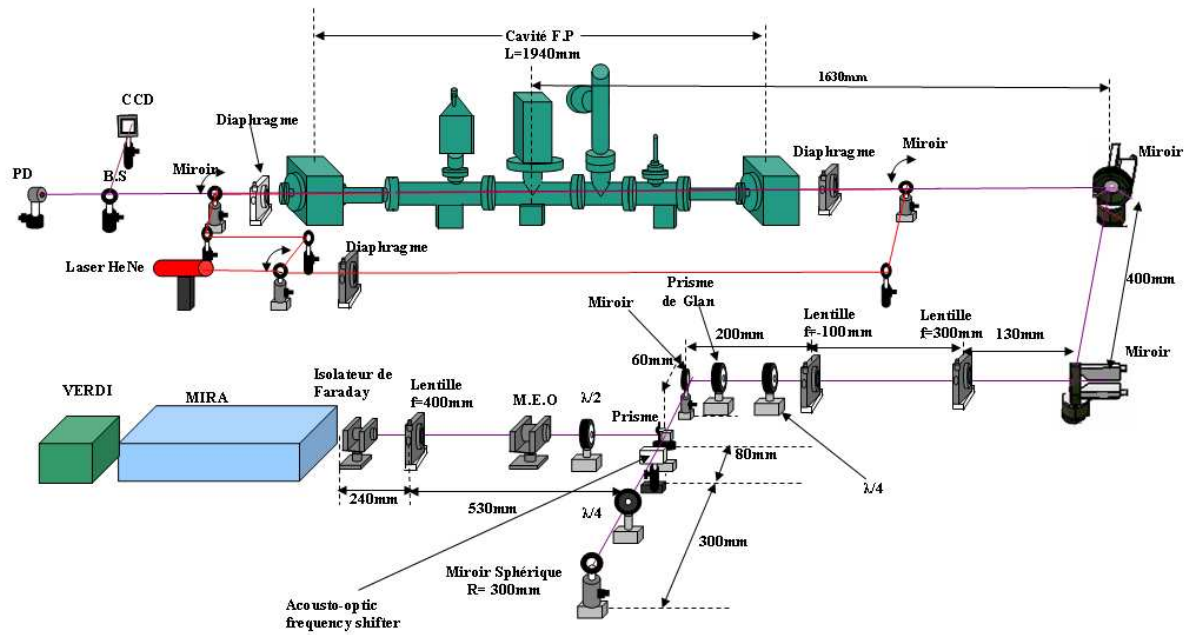 Cavité F.P
L=1940mm
1630mm
CCD
Diaphragme
Miroir
PD
B.S
Diaphragme
Miroir
Miroir
Laser HeNe
Diaphragme
400mm
Prisme
de Glan
Miroir
Lentille
f=-100mm
Lentille
f=300mm
200mm
130mm
60mm
Miroir
VERDI
MIRA
Isolateur de
Faraday
Lentille
f=400mm
M.E.O
λ/2
Prisme
80mm
240mm
530mm
λ/4
λ/4
300mm
Miroir Sphérique
R= 300mm
Acousto-optic
frequency shifter